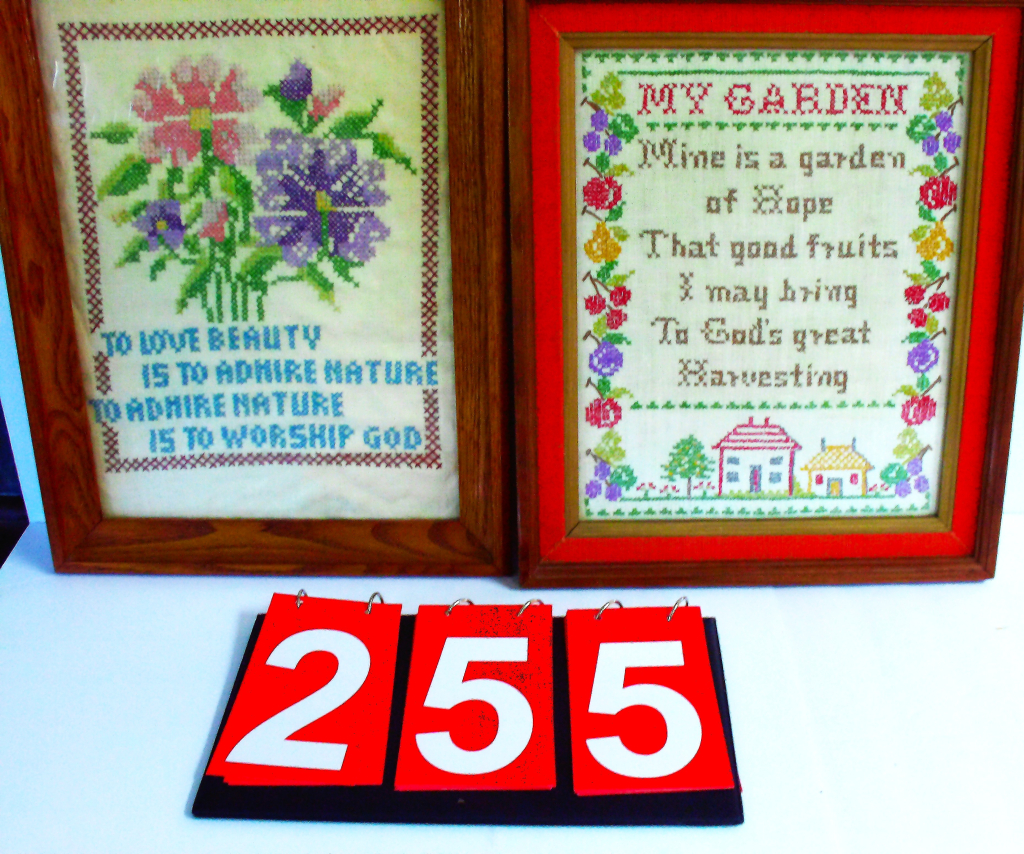 TO LOVE BEAUTY
IS TO ADMIRE NATURE
TO ADMIRE NATURE
IS TO WORSHIP GOD
MY GARDEN
Mine is a garden
of Hope
That good fruits
I may bring
To God's great
Harvesting
255